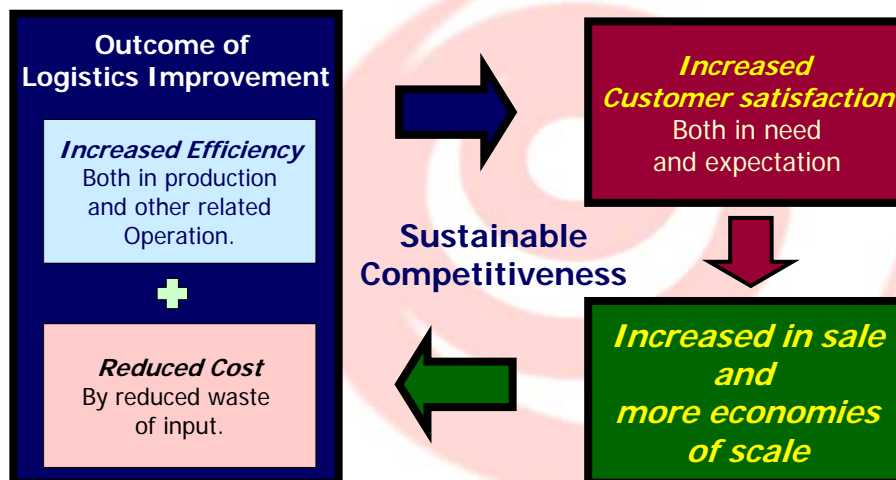 Outcome of
Logistics Improvement
Increased Efficiency
Both in production
and other related
Operation.
Reduced Cost
By reduced waste
of input.
Sustainable
Competitiveness
Increased
Customer satisfaction
Both in need
and expectation
Increased in sale
and
more economies
of scale